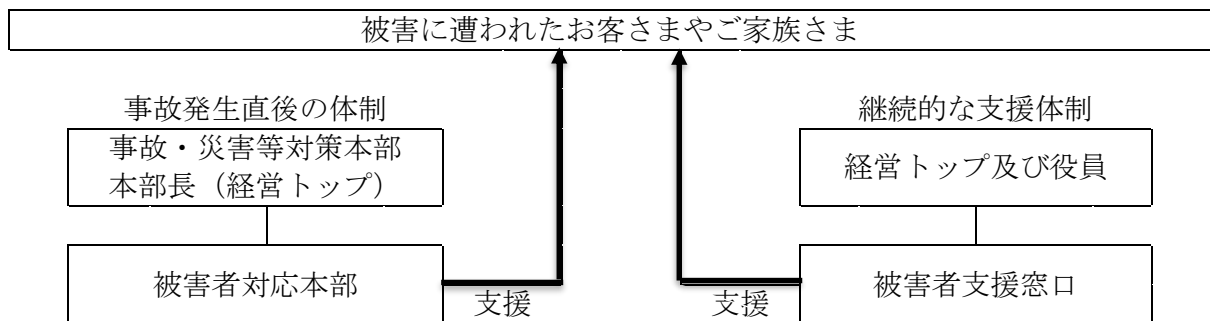 被害に遭われたお客さまやご家族さま
事故発生直後の体制
事故・災害等対策本部
本部長（経営トップ）
被害者対応本部
支援
継続的な支援体制
経営トップ及び役員
被害者支援窓口
支援